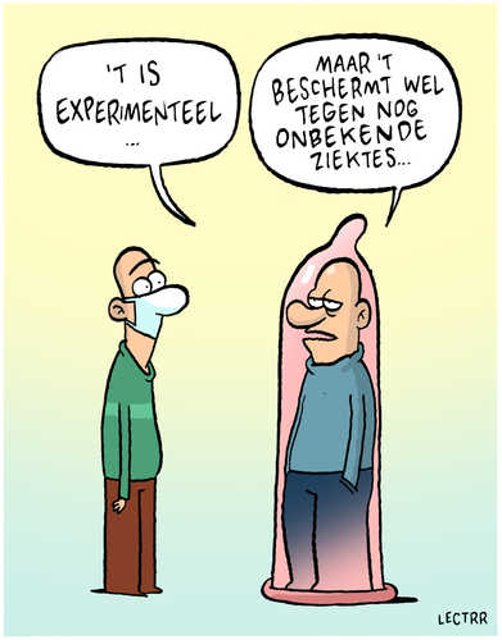 'T IS
EXPERIMENTEEL
...
MAAR 'T
BESCHERMT WEL
TEGEN NOG
ONBEKENDE
ZIEKTES...
LECTRR